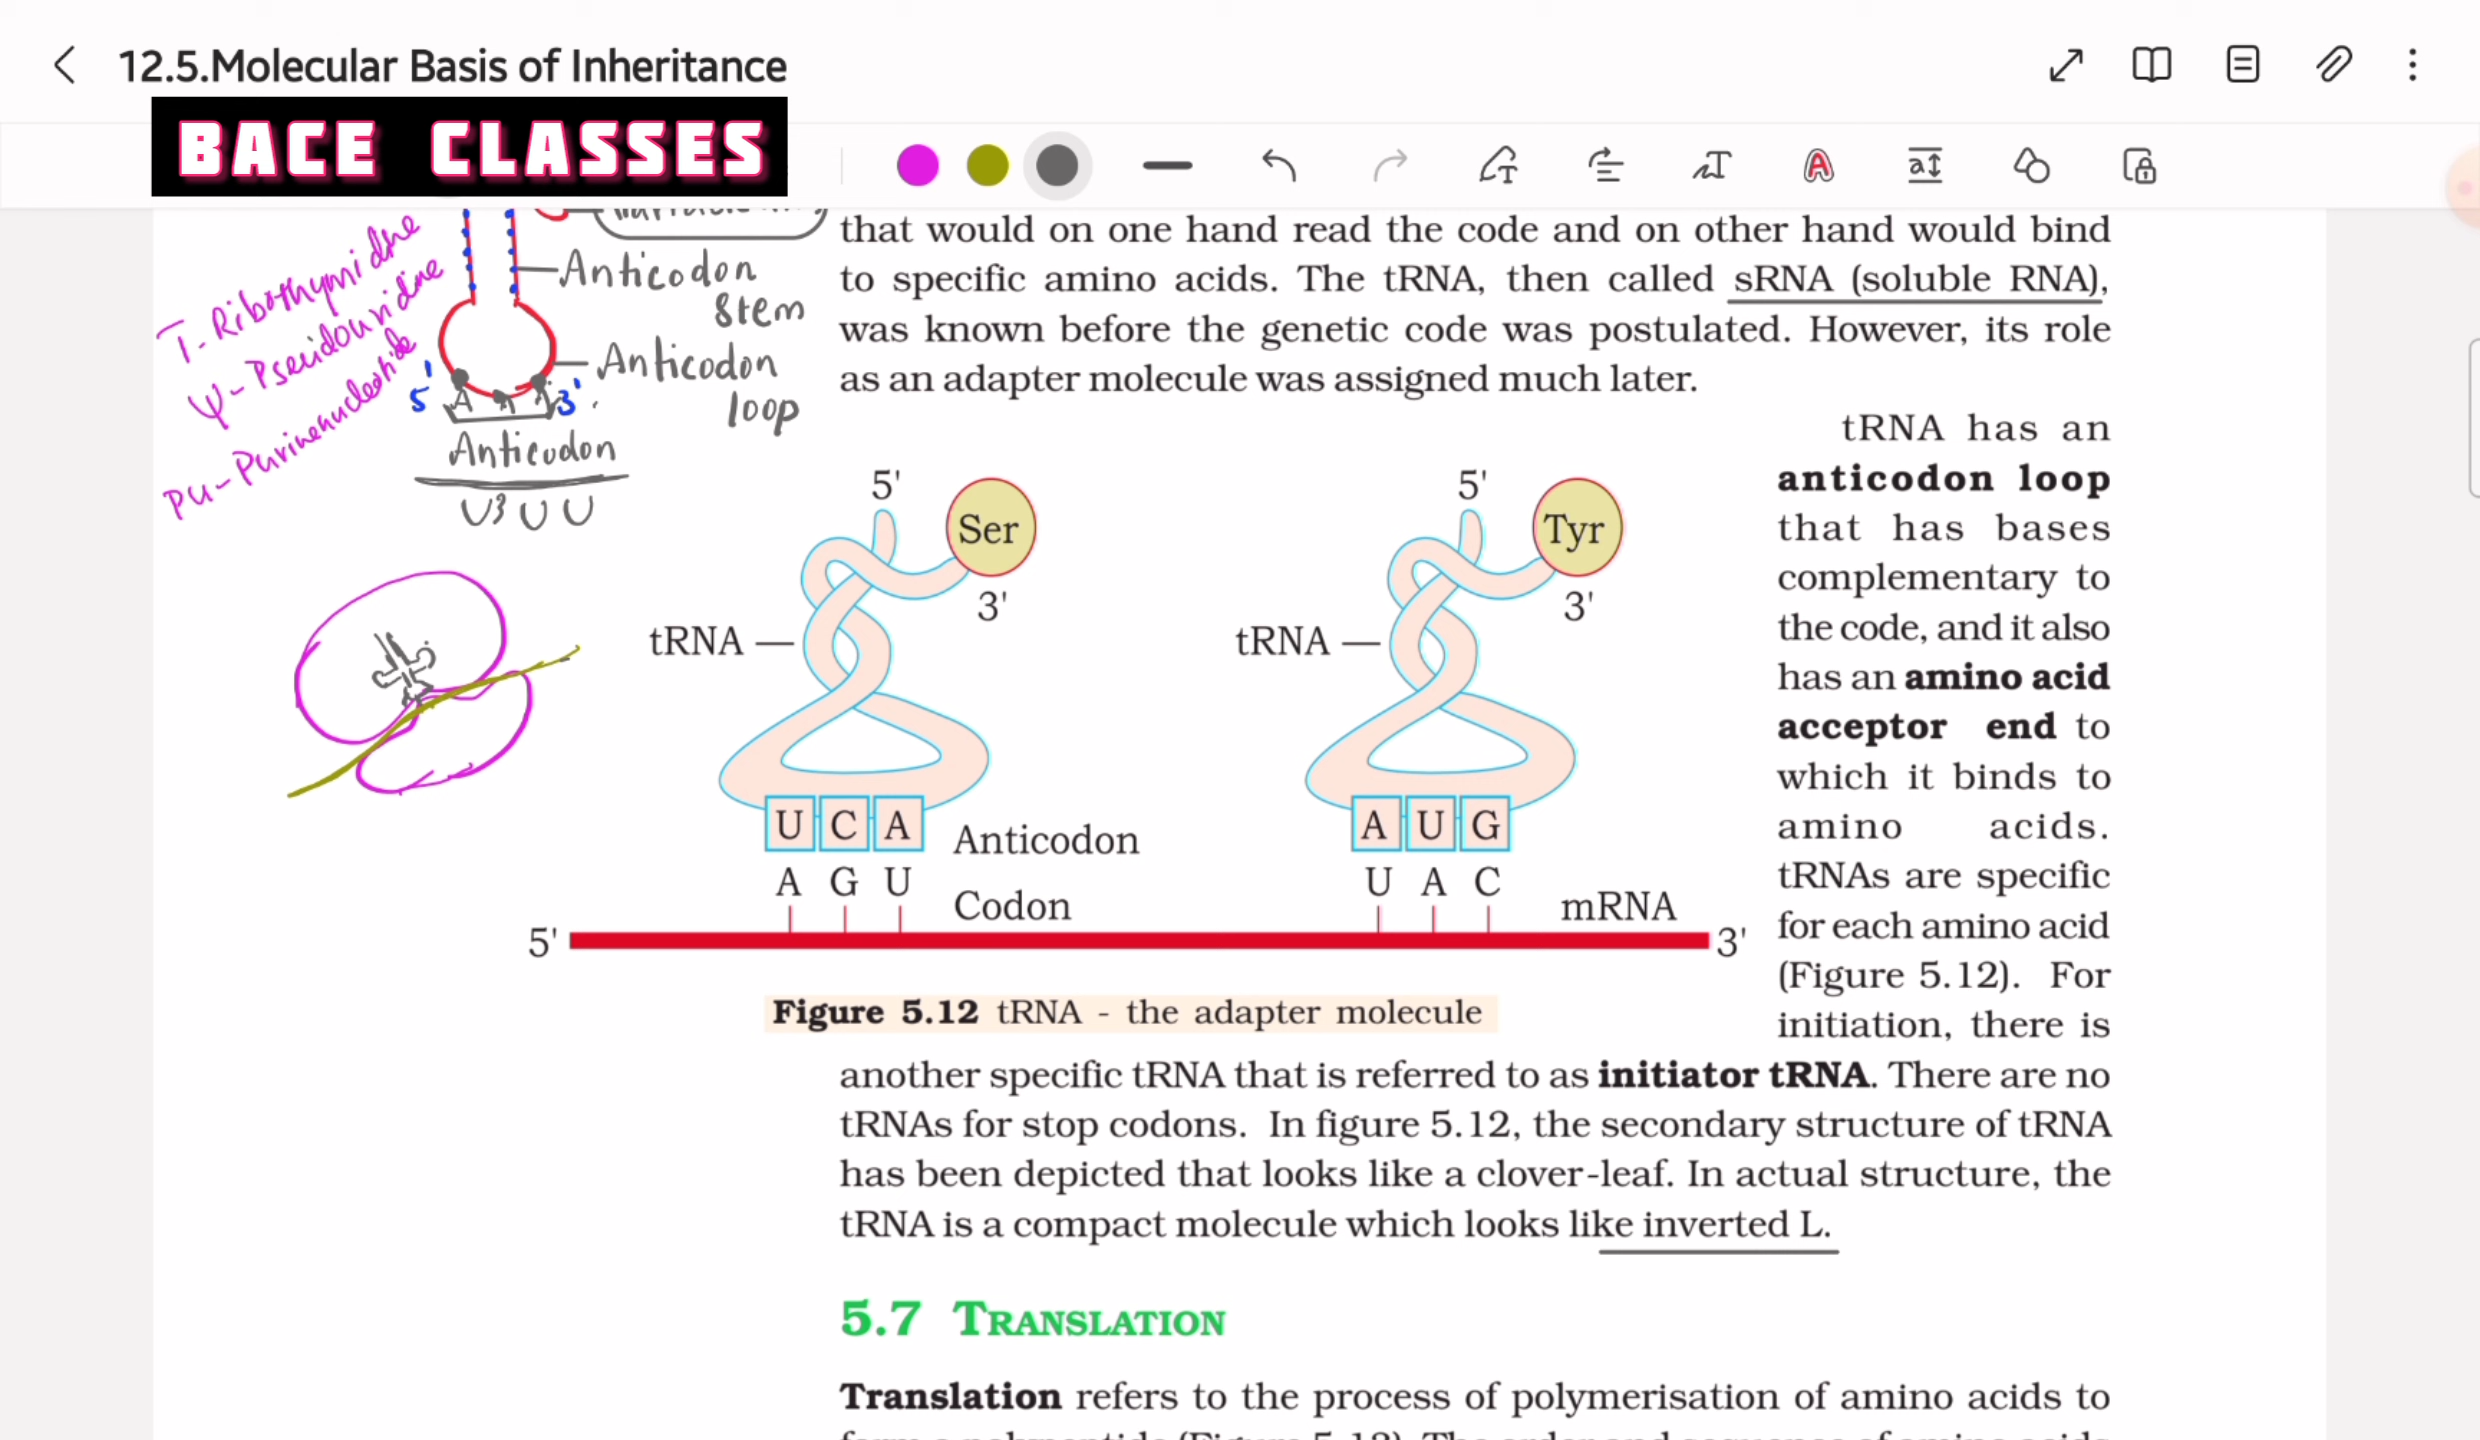 12.5.Molecular Basis of Inheritance
BACE CLASSES
T-Ribothymidne
Ψ-Pseudouridne
PU-Purinenucleotide
Anticodon
Stem
Anticodon
loop
5' A A A 3'
Anticodon
U U U
that would on one hand read the code and on other hand would bind
to specific amino acids. The tRNA, then called sRNA (soluble RNA),
was known before the genetic code was postulated. However, its role
as an adapter molecule was assigned much later.
tRNA has an
anticodon loop
that has bases
complementary to
the code, and it also
has an amino acid
acceptor end to
which it binds to
amino acids.
tRNAs are specific
for each amino acid
(Figure 5.12). For
initiation, there is
5' Ser
3'
tRNA
U C A Anticodon
A G U
Codon
5' Tyr
3'
tRNA
A U G
U A C
mRNA
5' 3'
Figure 5.12 tRNA - the adapter molecule
another specific tRNA that is referred to as initiator tRNA. There are no
tRNAs for stop codons. In figure 5.12, the secondary structure of tRNA
has been depicted that looks like a clover-leaf. In actual structure, the
tRNA is a compact molecule which looks like inverted L.
5.7 TRANSLATION
Translation refers to the process of polymerisation of amino acids to